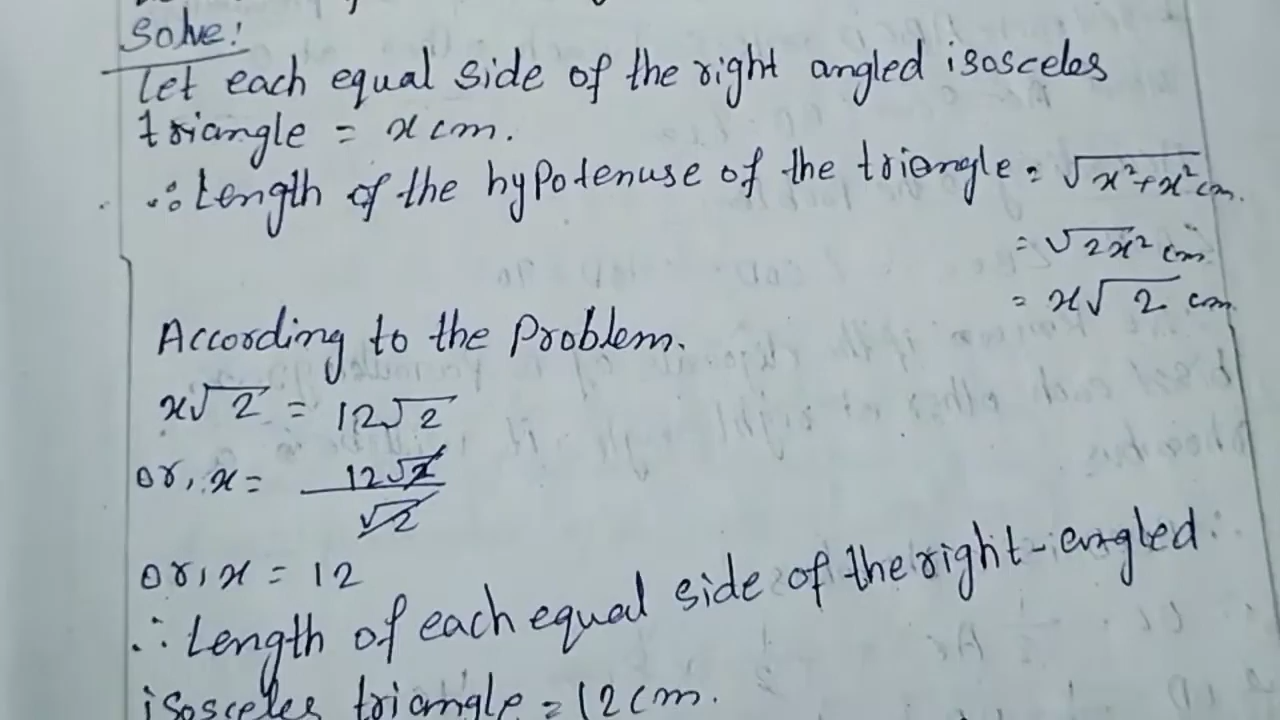 Solve:
Let each equal side of the right angled isosceles
triangle = x cm.
∴ Length of the hypotenuse of the triangle = √x²+x² cm.
= √2x² cm
= x√2 cm
According to the Problem.
x√2 = 12√2
or, x = 12√2/√2
or, x = 12
∴ Length of each equal side of the right-angled
isosceles triangle = 12 cm.